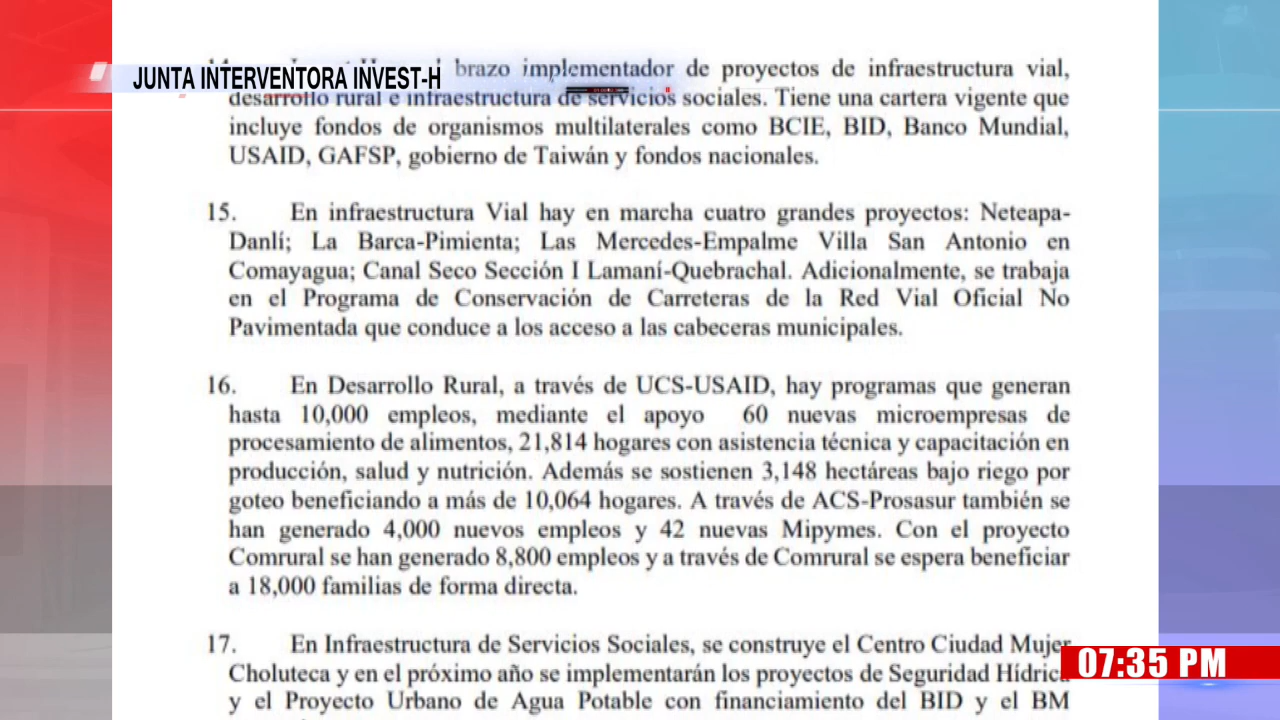 JUNTA INTERVENTORA INVEST-H
brazo implementador de proyectos de infraestructura vial,
desarrollo rural e infraestructura de servicios sociales. Tiene una cartera vigente que
incluye fondos de organismos multilaterales como BCIE, BID, Banco Mundial,
USAID, GAFSP, gobierno de Taiwán y fondos nacionales.
15. En infraestructura Vial hay en marcha cuatro grandes proyectos: Neteapa-
Danlí; La Barca-Pimienta; Las Mercedes-Empalme Villa San Antonio en
Comayagua; Canal Seco Sección I Lamaní-Quebrachal. Adicionalmente, se trabaja
en el Programa de Conservación de Carreteras de la Red Vial Oficial No
Pavimentada que conduce a los acceso a las cabeceras municipales.
16. En Desarrollo Rural, a través de UCS-USAID, hay programas que generan
hasta 10,000 empleos, mediante el apoyo 60 nuevas microempresas de
procesamiento de alimentos, 21,814 hogares con asistencia técnica y capacitación en
producción, salud y nutrición. Además se sostienen 3,148 hectáreas bajo riego por
goteo beneficiando a más de 10,064 hogares. A través de ACS-Prosasur también se
han generado 4,000 nuevos empleos y 42 nuevas Mipymes. Con el proyecto
Comrural se han generado 8,800 empleos y a través de Comrural se espera beneficiar
a 18,000 familias de forma directa.
17. En Infraestructura de Servicios Sociales, se construye el Centro Ciudad Mujer
Choluteca y en el próximo año se implementarán los proyectos de Seguridad Hídrica
y el Proyecto Urbano de Agua Potable con financiamiento del BID y el BM
07:35 PM